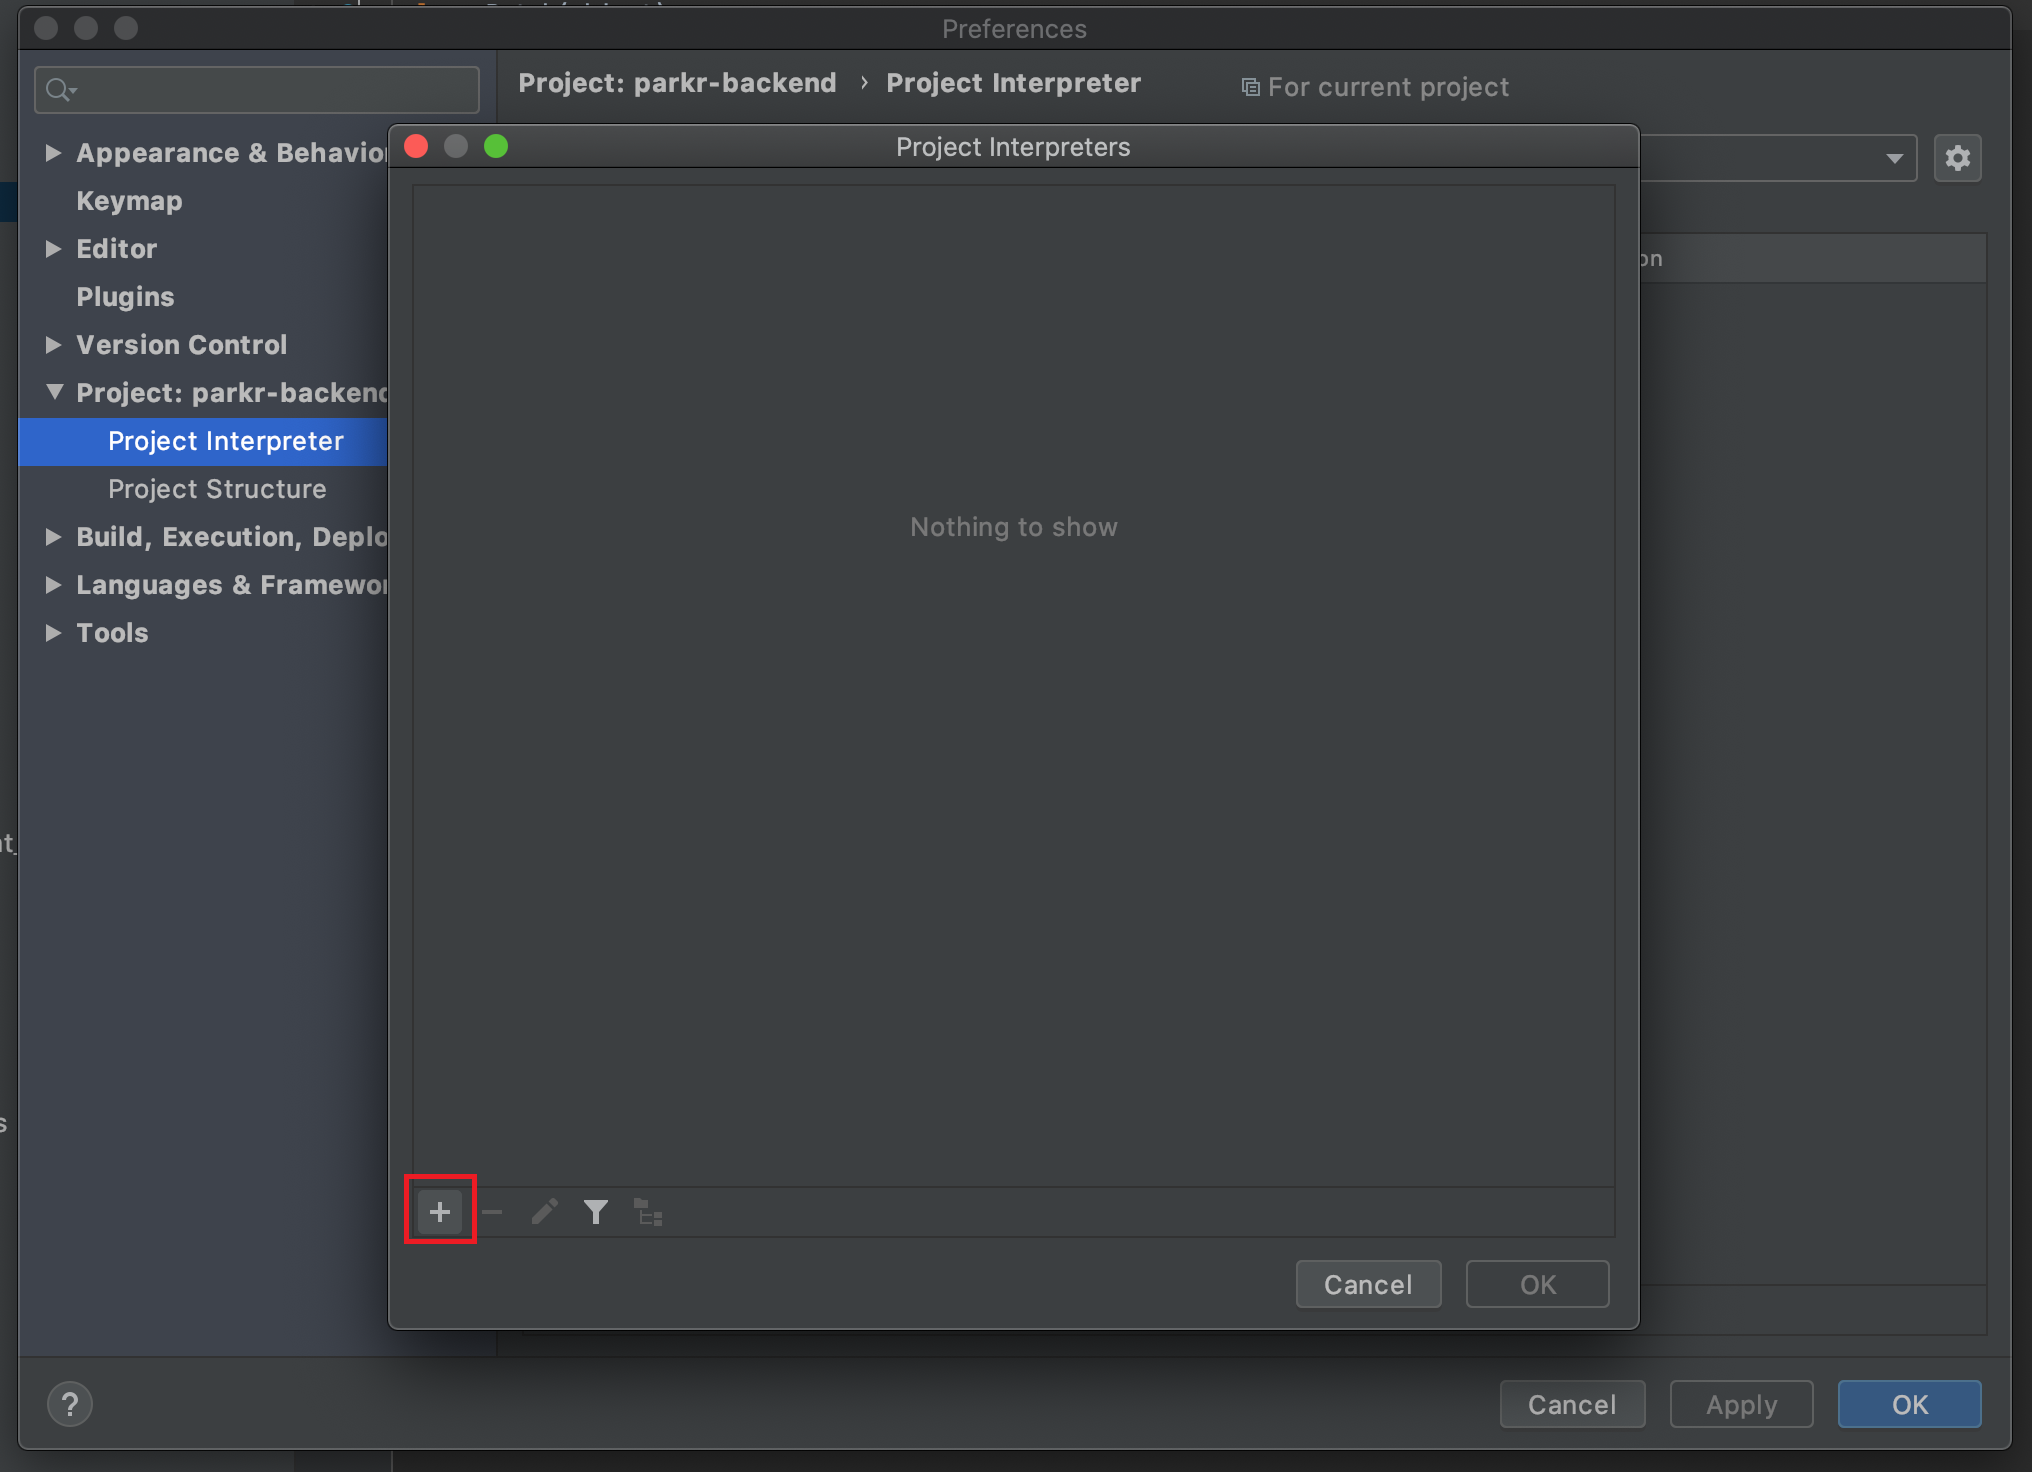 Preferences
Project: parkr-backend › Project Interpreter
For current project
Appearance & Behavior
Project Interpreters
Keymap
Editor
on
Plugins
Version Control
Project: parkr-backend
Project Interpreter
Project Structure
Nothing to show
Build, Execution, Deplo
Languages & Framewor
Tools
Cancel
OK
?
Cancel
Apply
OK